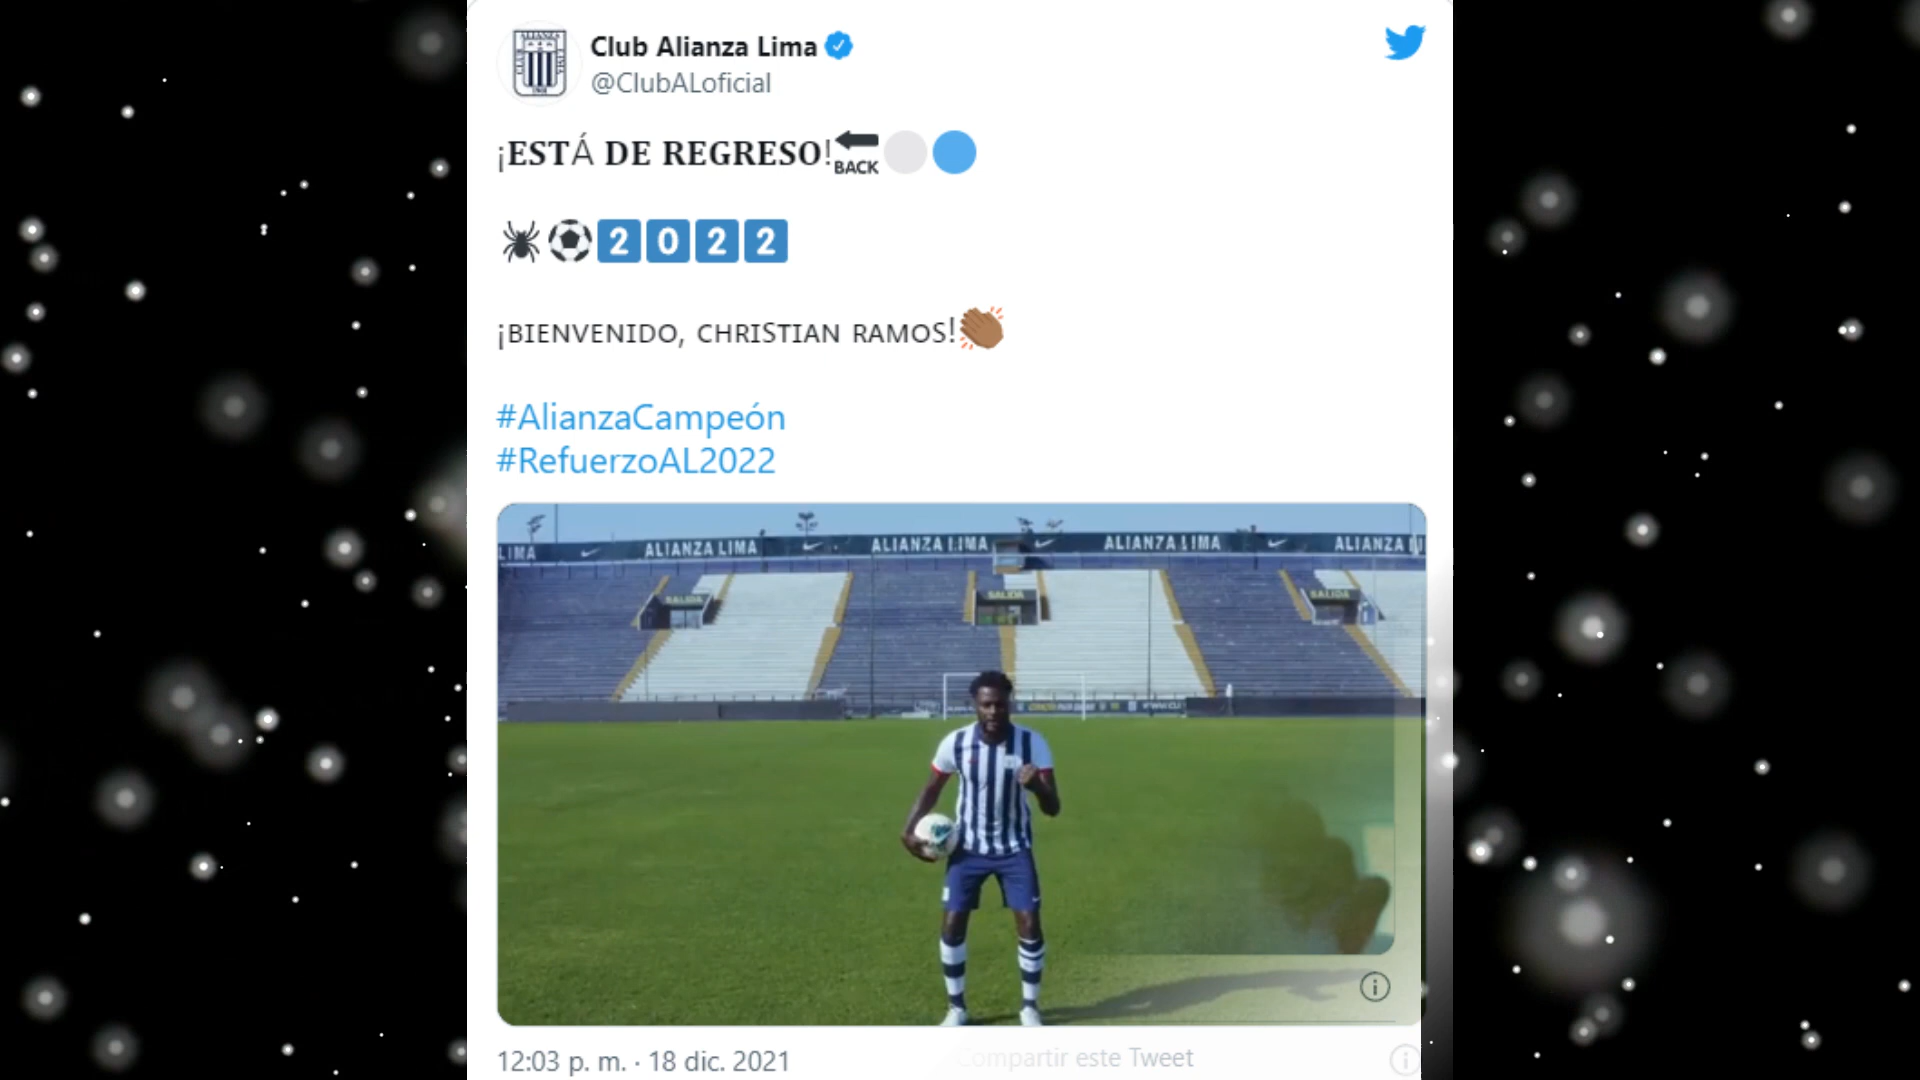 Club Alianza Lima
@ClubALoficial
¡ESTÁ DE REGRESO!
BACK
2022
¡BIENVENIDO, CHRISTIAN RAMOS!
#AlianzaCampeón
#RefuerzoAL2022
LIMA ALIANZA LIMA ALIANZA LIMA ALIANZA LIMA ALIANZA LI
SALIDA SALIDA SALIDA
12:03 p. m. · 18 dic. 2021
Compartir este Tweet